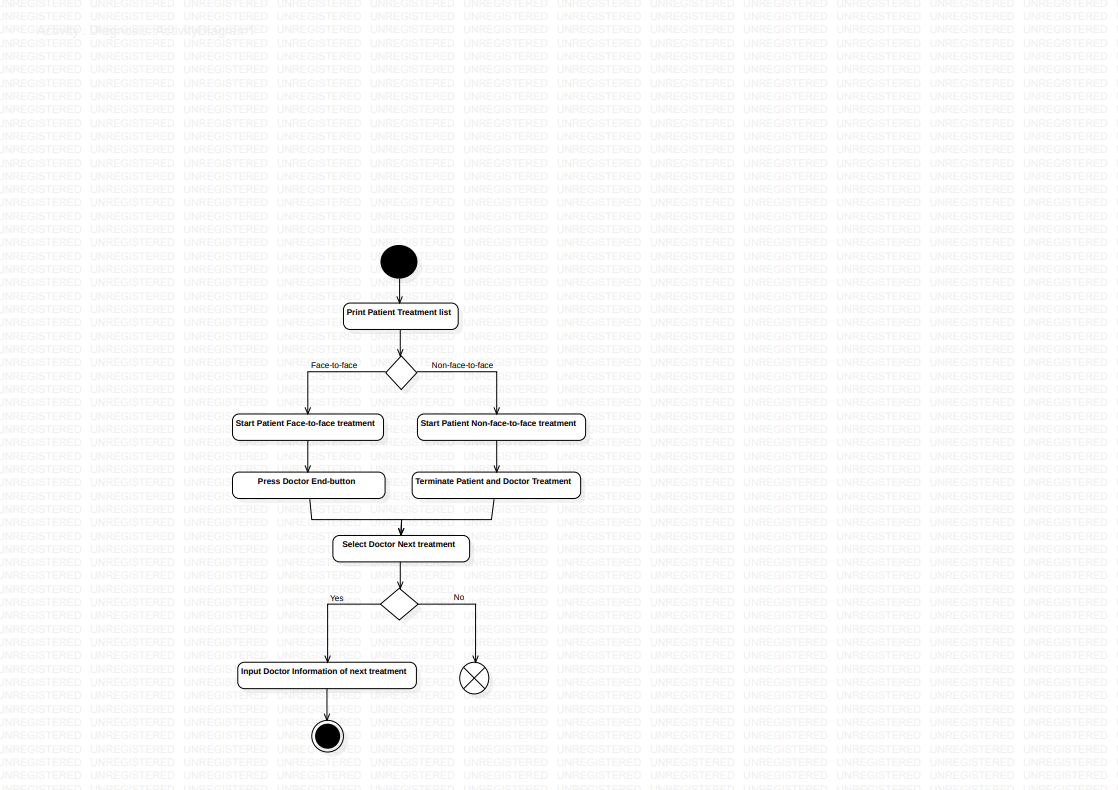 Activity : Diagnosis::ActivityDiagram1
Print Patient Treatment list
Face-to-face
Non-face-to-face
Start Patient Face-to-face treatment
Start Patient Non-face-to-face treatment
Press Doctor End-button
Terminate Patient and Doctor Treatment
Select Doctor Next treatment
Yes
No
Input Doctor Information of next treatment
UNREGISTERED